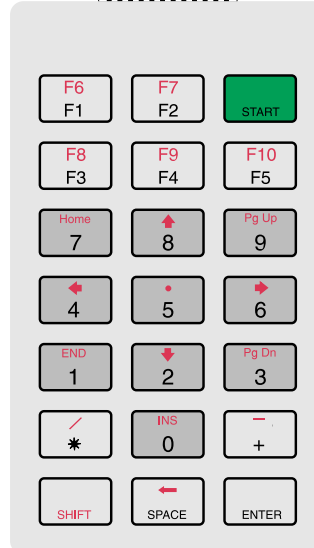 F6 F7
F1 F2 START
F8 F9 F10
F3 F4 F5
Home ↑ Pg Up
7 8 9
← • →
4 5 6
END ↓ Pg Dn
1 2 3
/ INS −
* 0 +
SHIFT ← SPACE ENTER